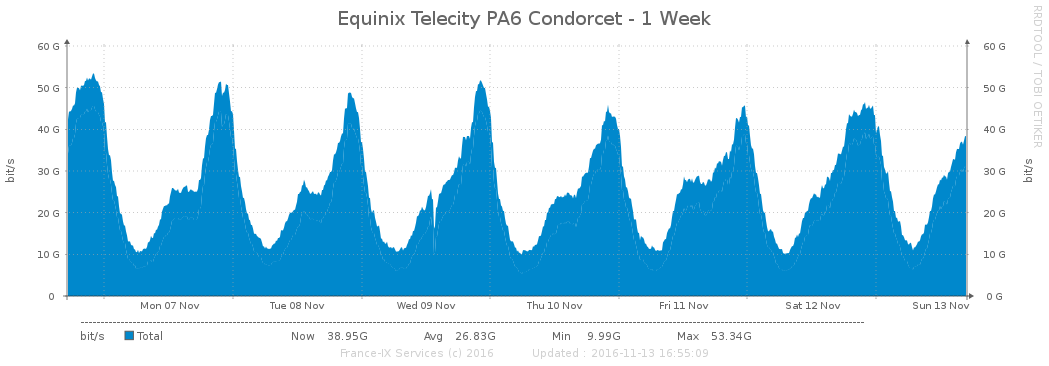 Equinix Telecity PA6 Condorcet - 1 Week
RRDTOOL / TOBI OETIKER
60 G 60 G
50 G 50 G
40 G 40 G
30 G 30 G
20 G 20 G
10 G 10 G
0 0 G
bit/s
bit/s
Mon 07 Nov Tue 08 Nov Wed 09 Nov Thu 10 Nov Fri 11 Nov Sat 12 Nov Sun 13 Nov
bit/s Total Now 38.95G Avg 26.83G Min 9.99G Max 53.34G
France-IX Services (c) 2016 Updated : 2016-11-13 16:55:09